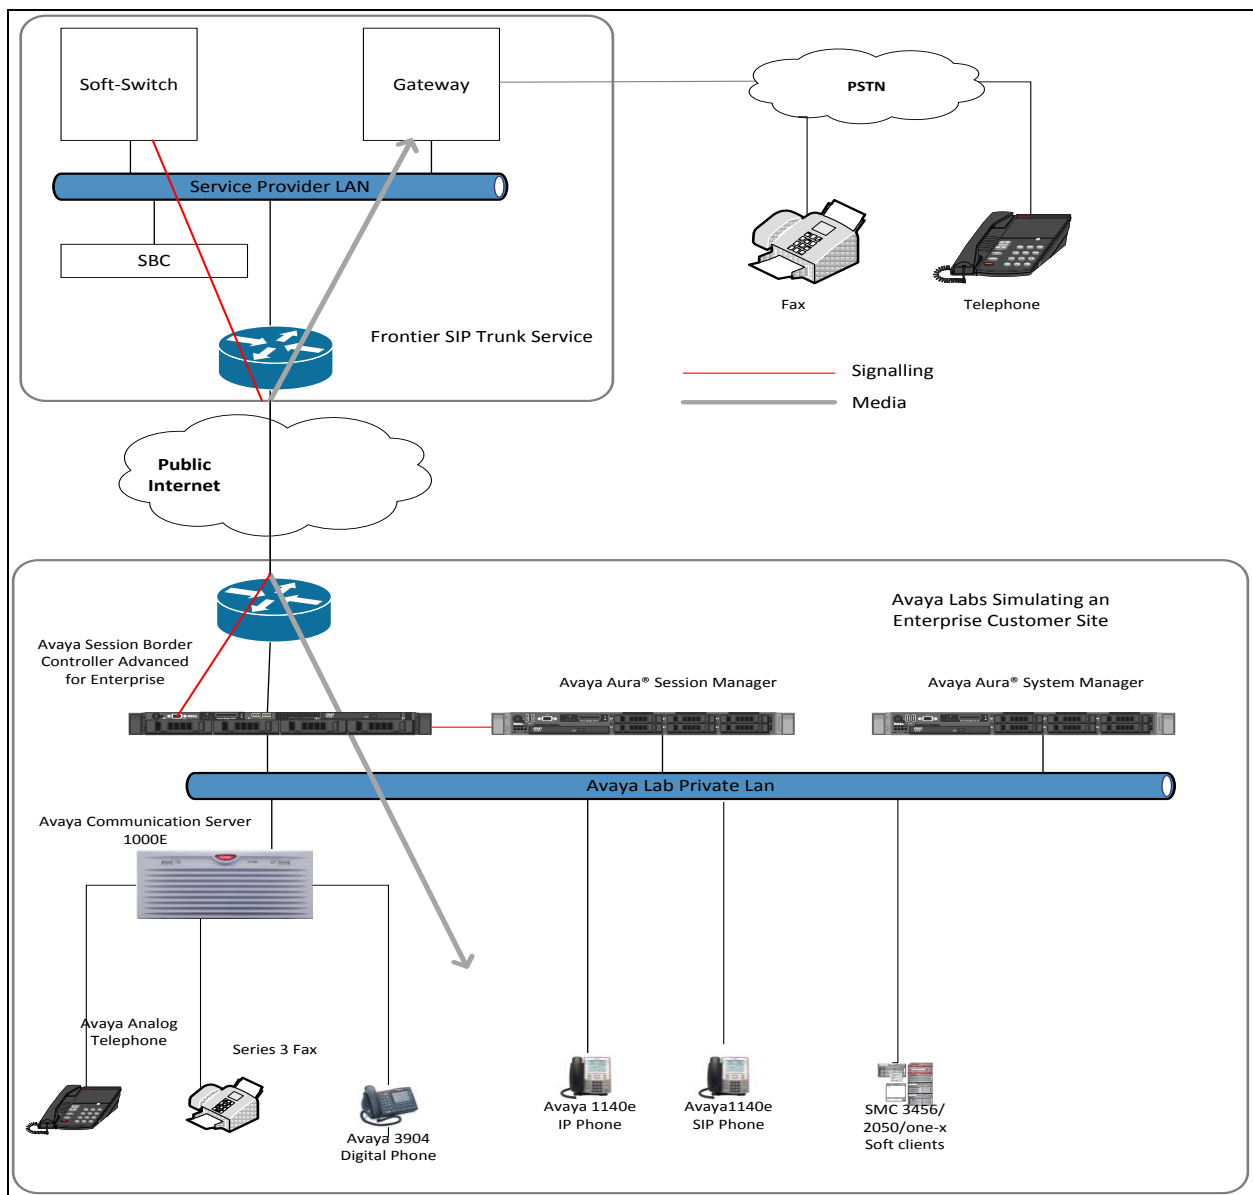 Soft-Switch
Gateway
PSTN
Service Provider LAN
SBC
Fax
Telephone
Frontier SIP Trunk Service
Signalling
Media
Public
Internet
Avaya Labs Simulating an
Enterprise Customer Site
Avaya Session Border
Controller Advanced
for Enterprise
Avaya Aura® Session Manager
Avaya Aura® System Manager
Avaya Lab Private Lan
Avaya Communication Server
1000E
Avaya Analog
Telephone
Series 3 Fax
Avaya 3904
Digital Phone
Avaya 1140e
IP Phone
Avaya1140e
SIP Phone
SMC 3456/
2050/one-x
Soft clients